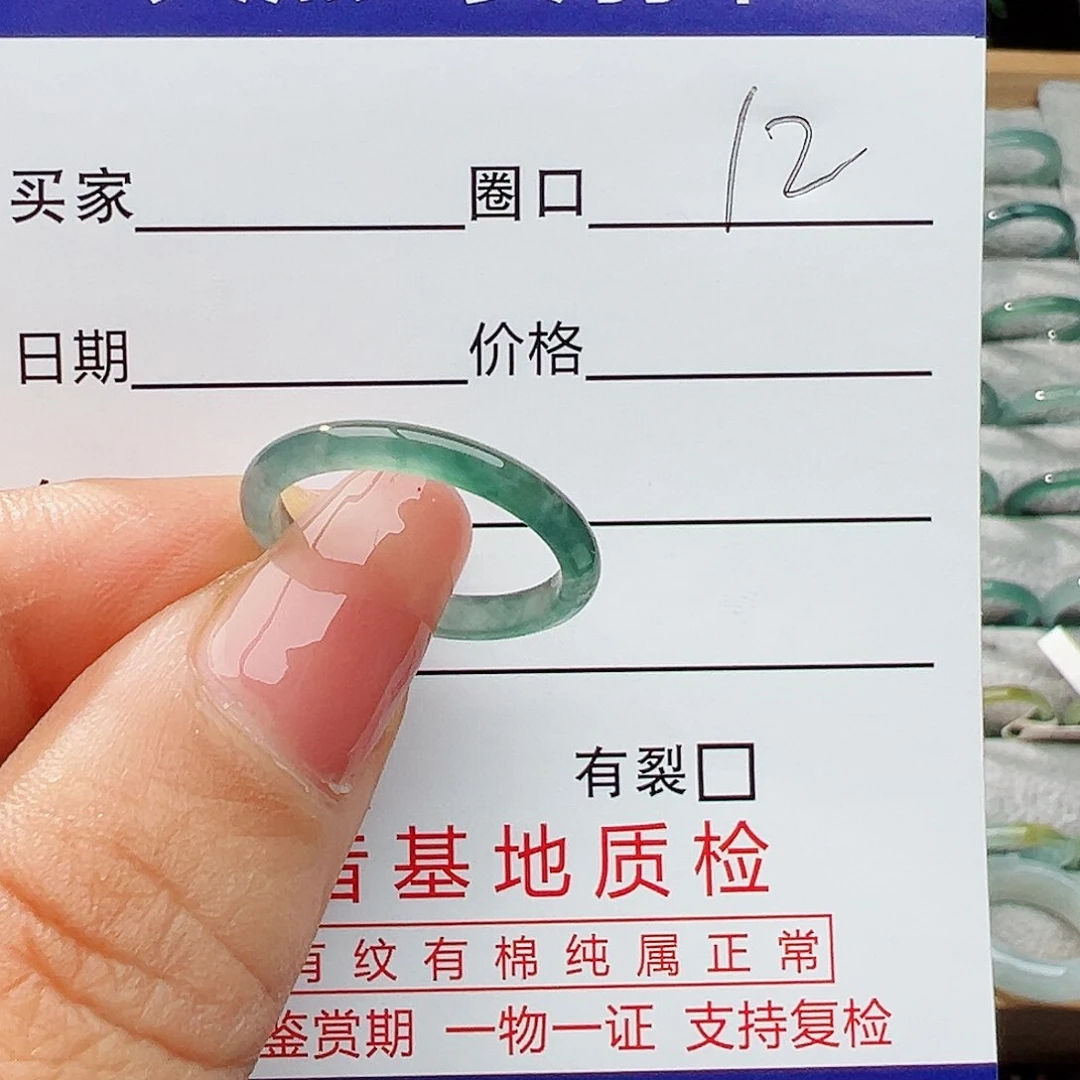 买家 圈口 12
日期 价格
有裂
基地质检
有纹有棉纯属正常
鉴赏期 一物一证 支持复检